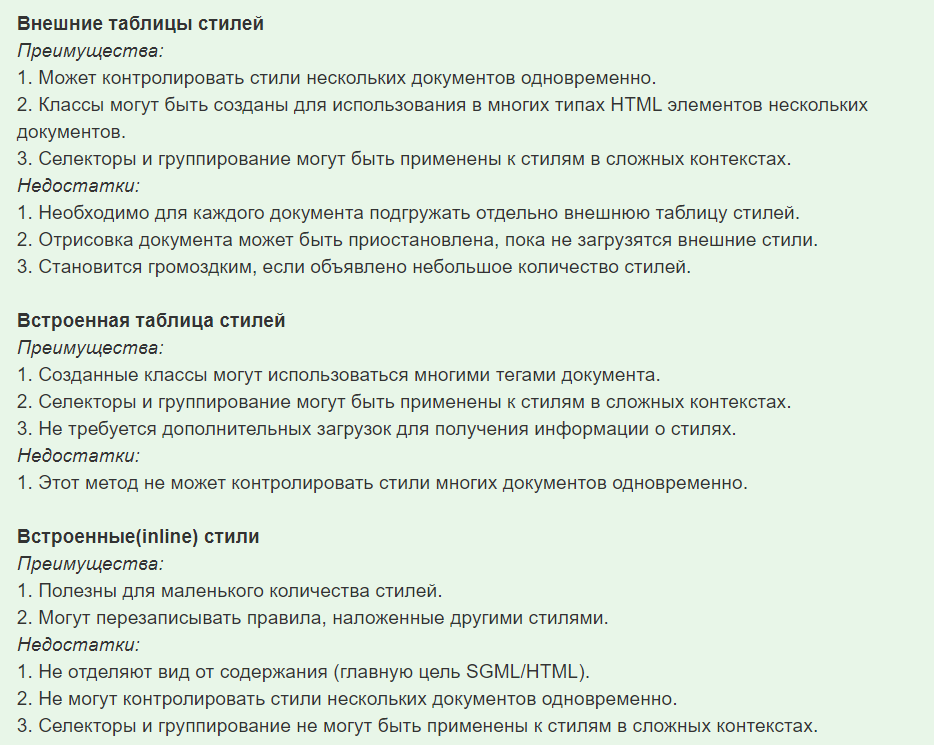 Внешние таблицы стилей
Преимущества:
1. Может контролировать стили нескольких документов одновременно.
2. Классы могут быть созданы для использования в многих типах HTML элементов нескольких
документов.
3. Селекторы и группирование могут быть применены к стилям в сложных контекстах.
Недостатки:
1. Необходимо для каждого документа подгружать отдельно внешнюю таблицу стилей.
2. Отрисовка документа может быть приостановлена, пока не загрузятся внешние стили.
3. Становится громоздким, если объявлено небольшое количество стилей.
Встроенная таблица стилей
Преимущества:
1. Созданные классы могут использоваться многими тегами документа.
2. Селекторы и группирование могут быть применены к стилям в сложных контекстах.
3. Не требуется дополнительных загрузок для получения информации о стилях.
Недостатки:
1. Этот метод не может контролировать стили многих документов одновременно.
Встроенные(inline) стили
Преимущества:
1. Полезны для маленького количества стилей.
2. Могут перезаписывать правила, наложенные другими стилями.
Недостатки:
1. Не отделяют вид от содержания (главную цель SGML/HTML).
2. Не могут контролировать стили нескольких документов одновременно.
3. Селекторы и группирование не могут быть применены к стилям в сложных контекстах.